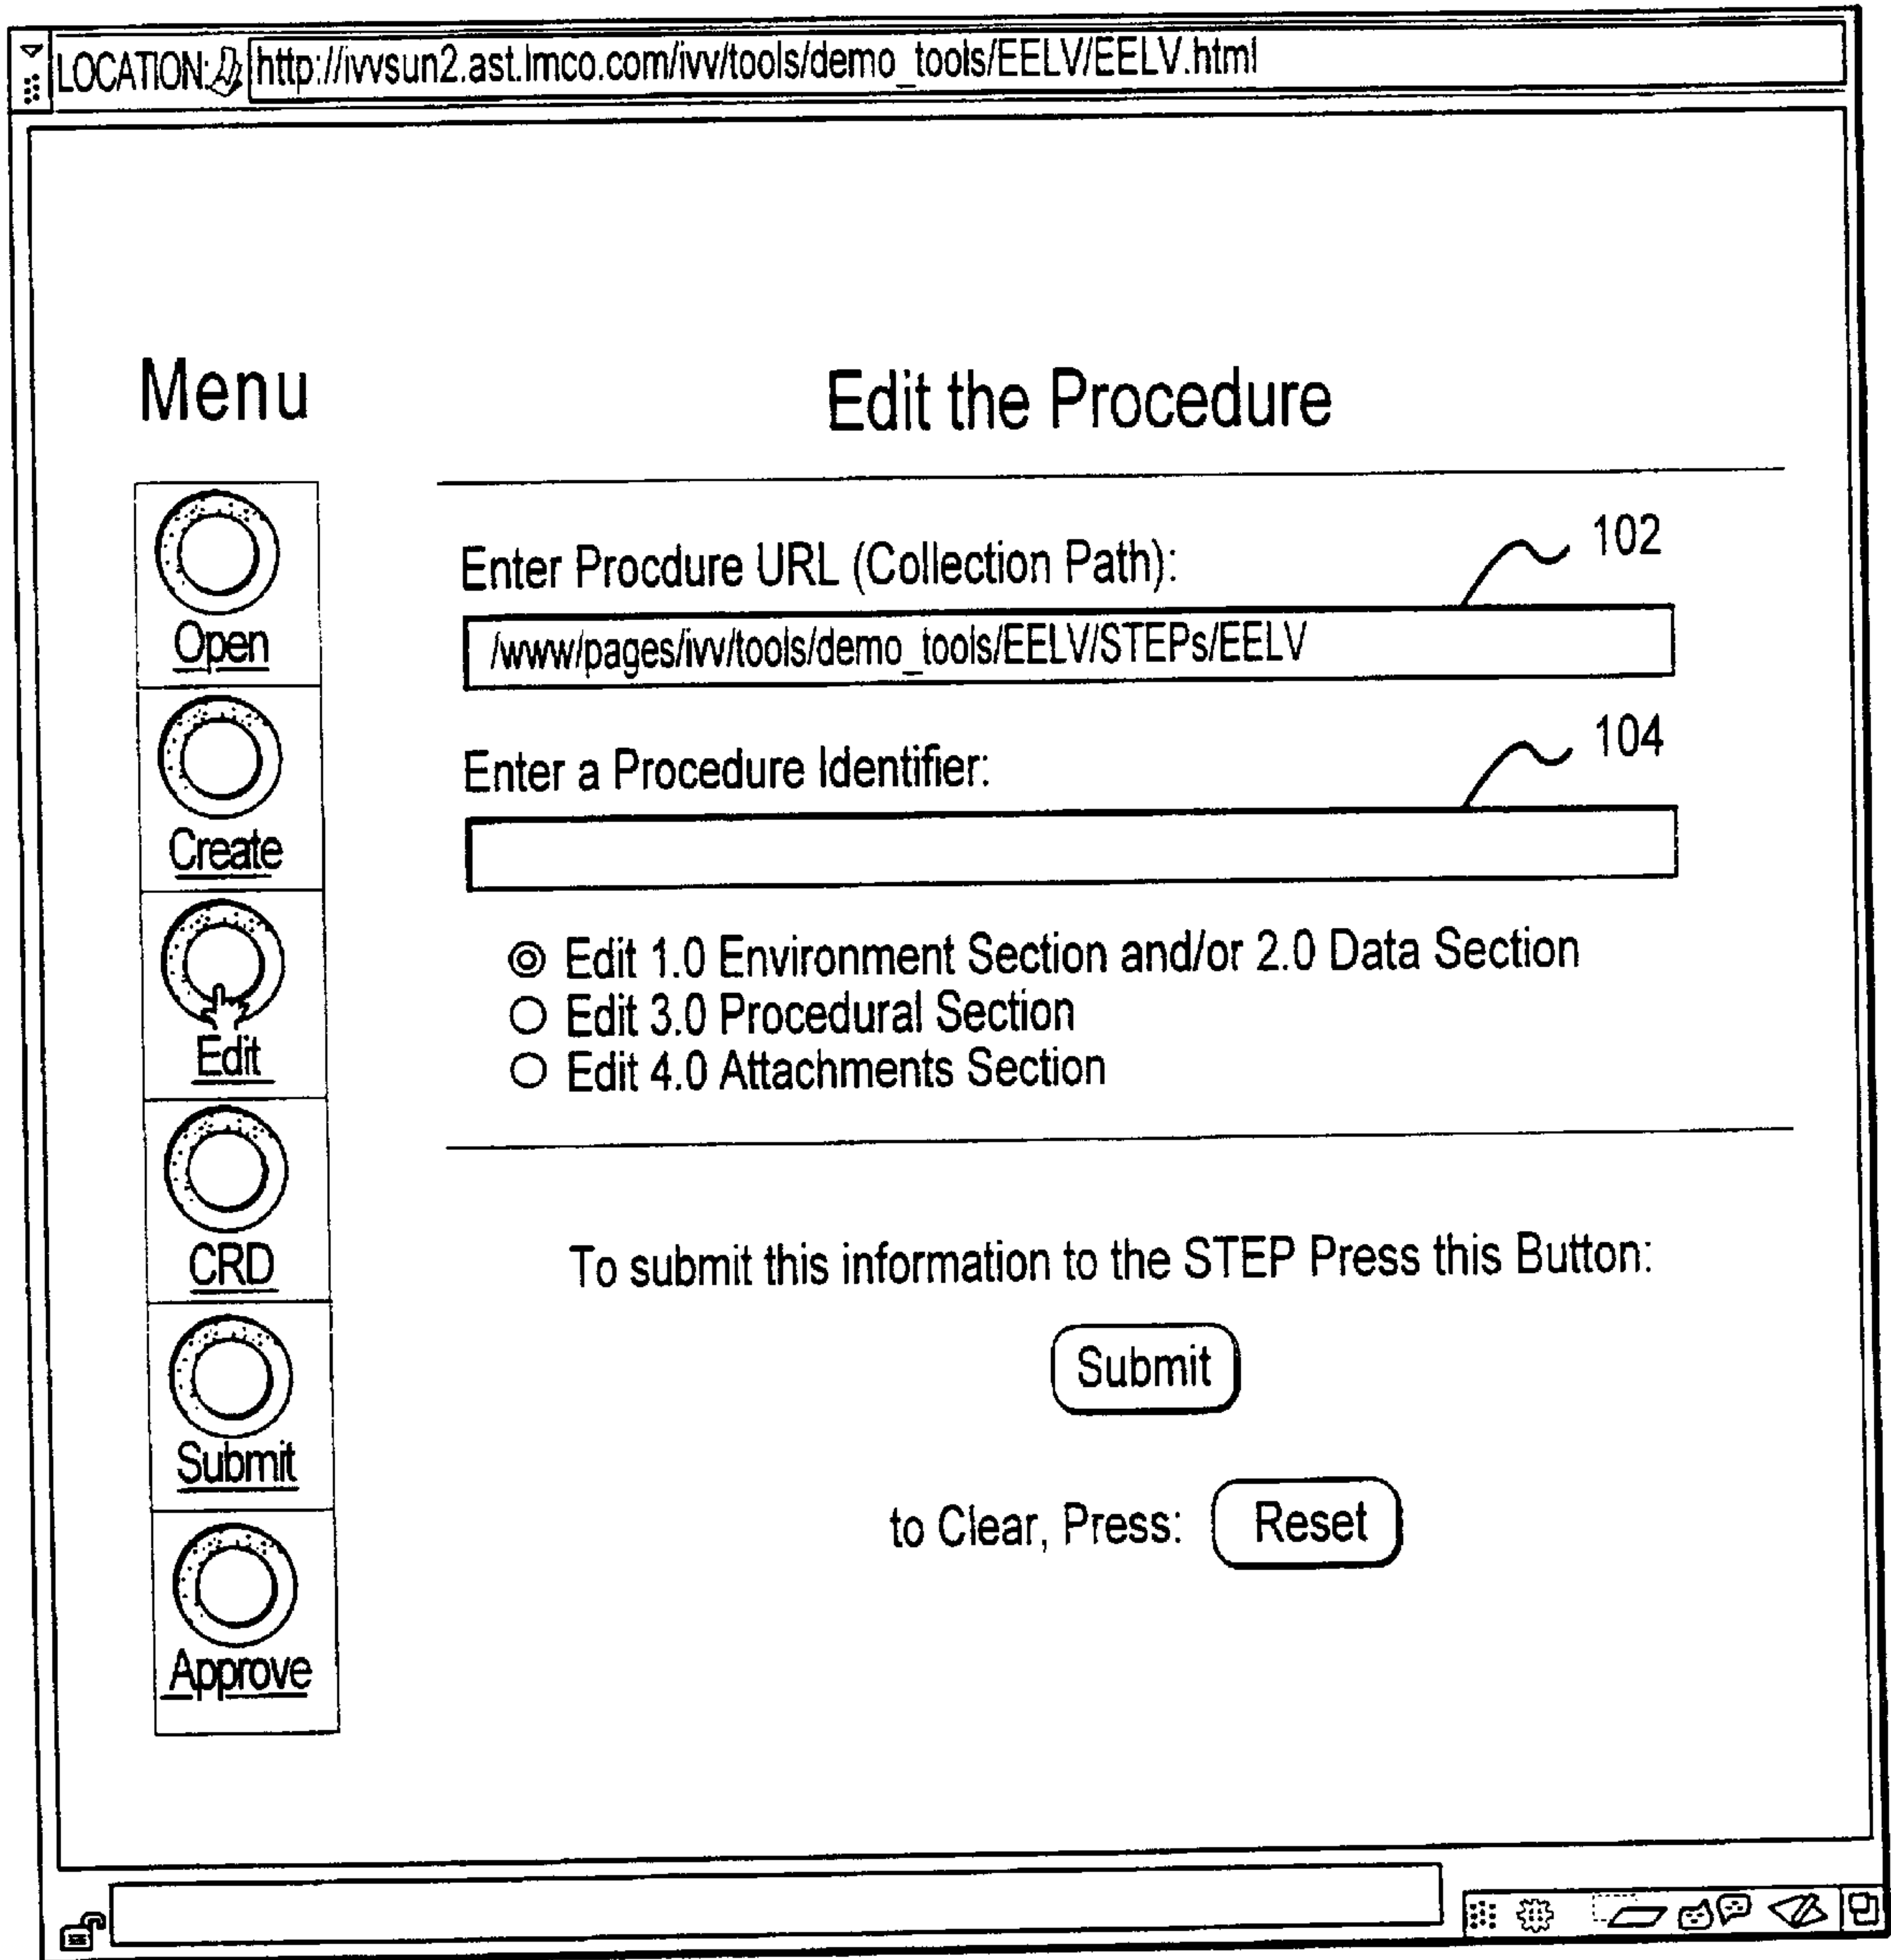 LOCATION: http://ivvsun2.ast.lmco.com/ivv/tools/demo_tools/EELV/EELV.html
Menu
Open
Create
Edit
CRD
Submit
Approve
Edit the Procedure
Enter Procdure URL (Collection Path):
102
/www/pages/ivv/tools/demo_tools/EELV/STEPs/EELV
Enter a Procedure Identifier:
104
Edit 1.0 Environment Section and/or 2.0 Data Section
Edit 3.0 Procedural Section
Edit 4.0 Attachments Section
To submit this information to the STEP Press this Button:
Submit
to Clear, Press: Reset